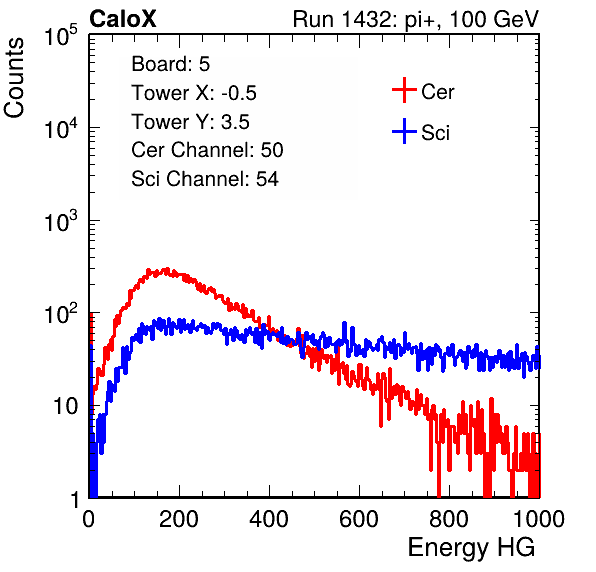 CaloX Run 1432: pi+, 100 GeV
Counts
Board: 5
Tower X: -0.5
Tower Y: 3.5
Cer Channel: 50
Sci Channel: 54
Cer
Sci
10^5
10^4
10^3
10^2
10
1
0 200 400 600 800 1000
Energy HG